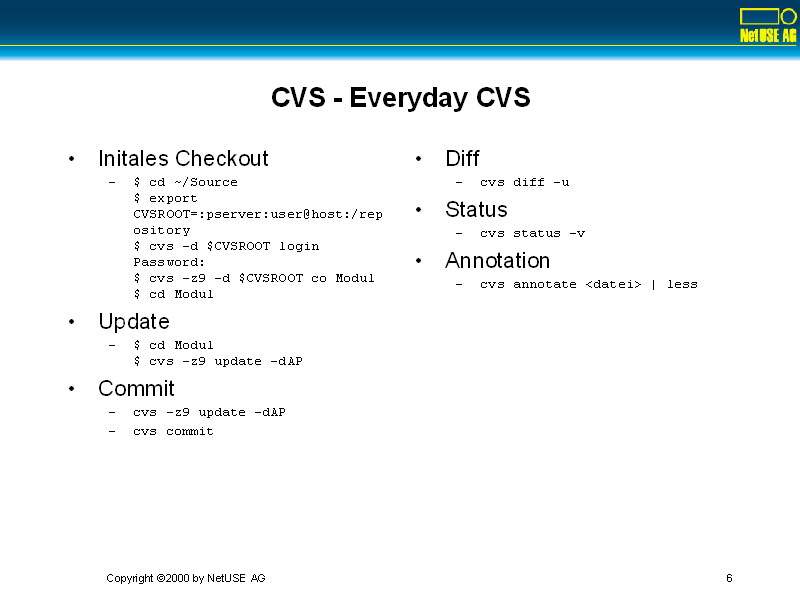 NetUSE AG
CVS - Everyday CVS
• Initales Checkout
– $ cd ~/Source
$ export
CVSROOT=:pserver:user@host:/rep
ository
$ cvs -d $CVSROOT login
Password:
$ cvs -z9 -d $CVSROOT co Modul
$ cd Modul
• Update
– $ cd Modul
$ cvs -z9 update -dAP
• Commit
– cvs -z9 update -dAP
– cvs commit
• Diff
– cvs diff -u
• Status
– cvs status -v
• Annotation
– cvs annotate <datei> | less
Copyright ©2000 by NetUSE AG
6